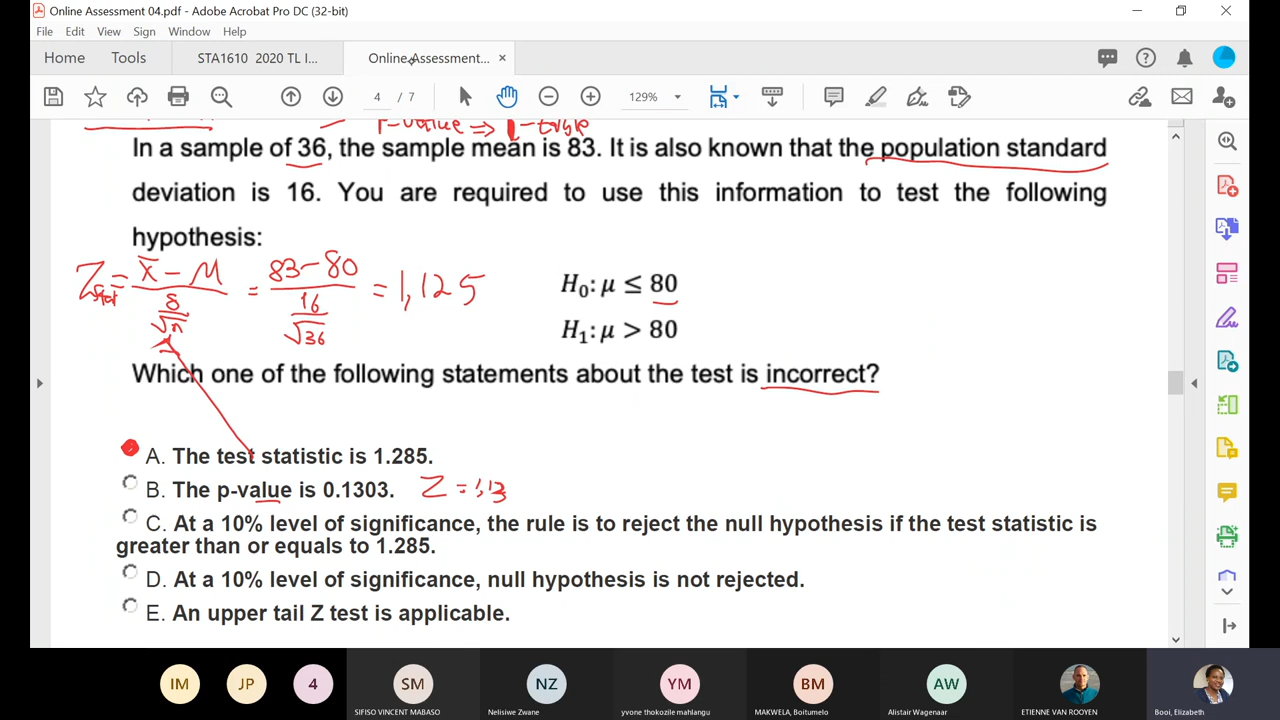 Online Assessment 04.pdf - Adobe Acrobat Pro DC (32-bit)
File Edit View Sign Window Help
Home Tools STA1610 2020 TL I... Online Assessment... ×
4 / 7 129%
In a sample of 36, the sample mean is 83. It is also known that the population standard
deviation is 16. You are required to use this information to test the following
hypothesis:
Zstat = x̄ - μ / 8/√n = 83-80 / 16/√36 = 1,125
H₀: μ ≤ 80
H₁: μ > 80
Which one of the following statements about the test is incorrect?
A. The test statistic is 1.285.
B. The p-value is 0.1303. Z = 1,13
C. At a 10% level of significance, the rule is to reject the null hypothesis if the test statistic is
greater than or equals to 1.285.
D. At a 10% level of significance, null hypothesis is not rejected.
E. An upper tail Z test is applicable.
IM JP 4 SM NZ YM BM AW
SIFISO VINCENT MABASO Nelisiwe Zwane yvone thokozile mahlangu MAKWELA, Boitumelo Alistair Wagenaar ETIENNE VAN ROOYEN Booi, Elizabeth